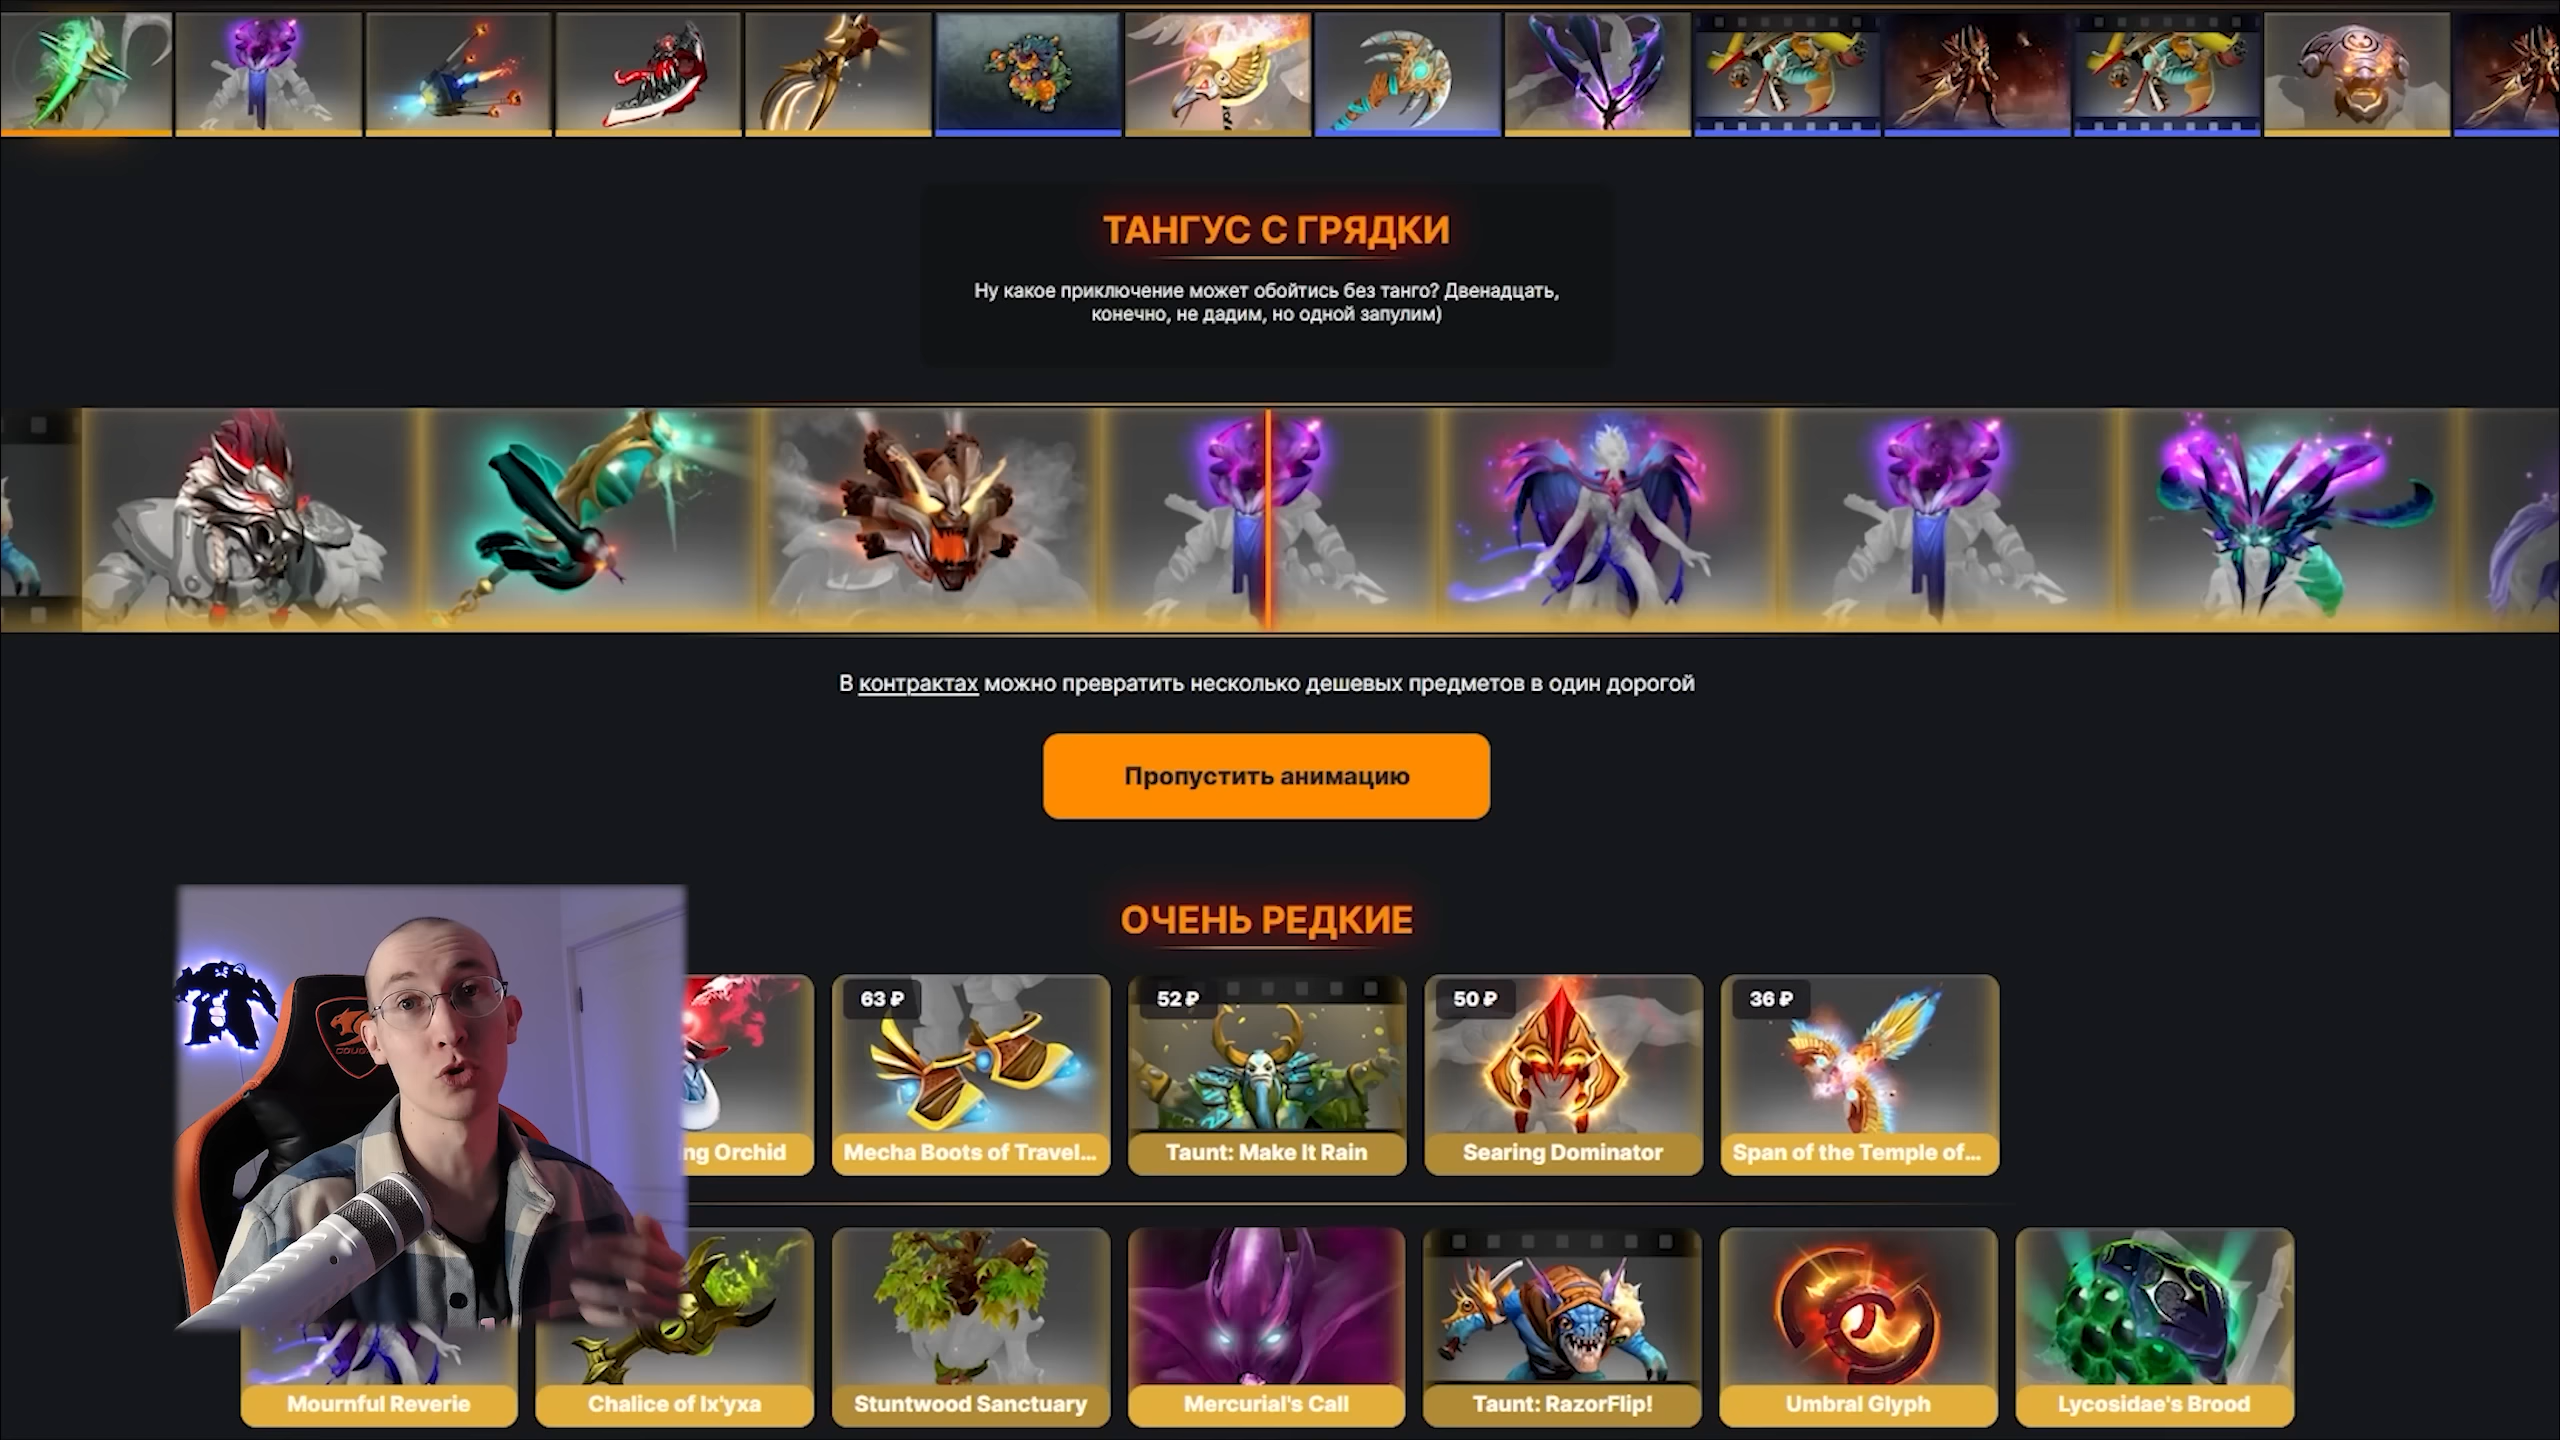 ТАНГУС С ГРЯДКИ
Ну какое приключение может обойтись без танго? Двенадцать,
конечно, не дадим, но одной запулим)
В контрактах можно превратить несколько дешевых предметов в один дорогой
Пропустить анимацию
ОЧЕНЬ РЕДКИЕ
63 ₽
52 ₽
50 ₽
36 ₽
ng Orchid
Mecha Boots of Travel...
Taunt: Make It Rain
Searing Dominator
Span of the Temple of...
COUG
Mournful Reverie
Chalice of Ix'yxa
Stuntwood Sanctuary
Mercurial's Call
Taunt: RazorFlip!
Umbral Glyph
Lycosidae's Brood